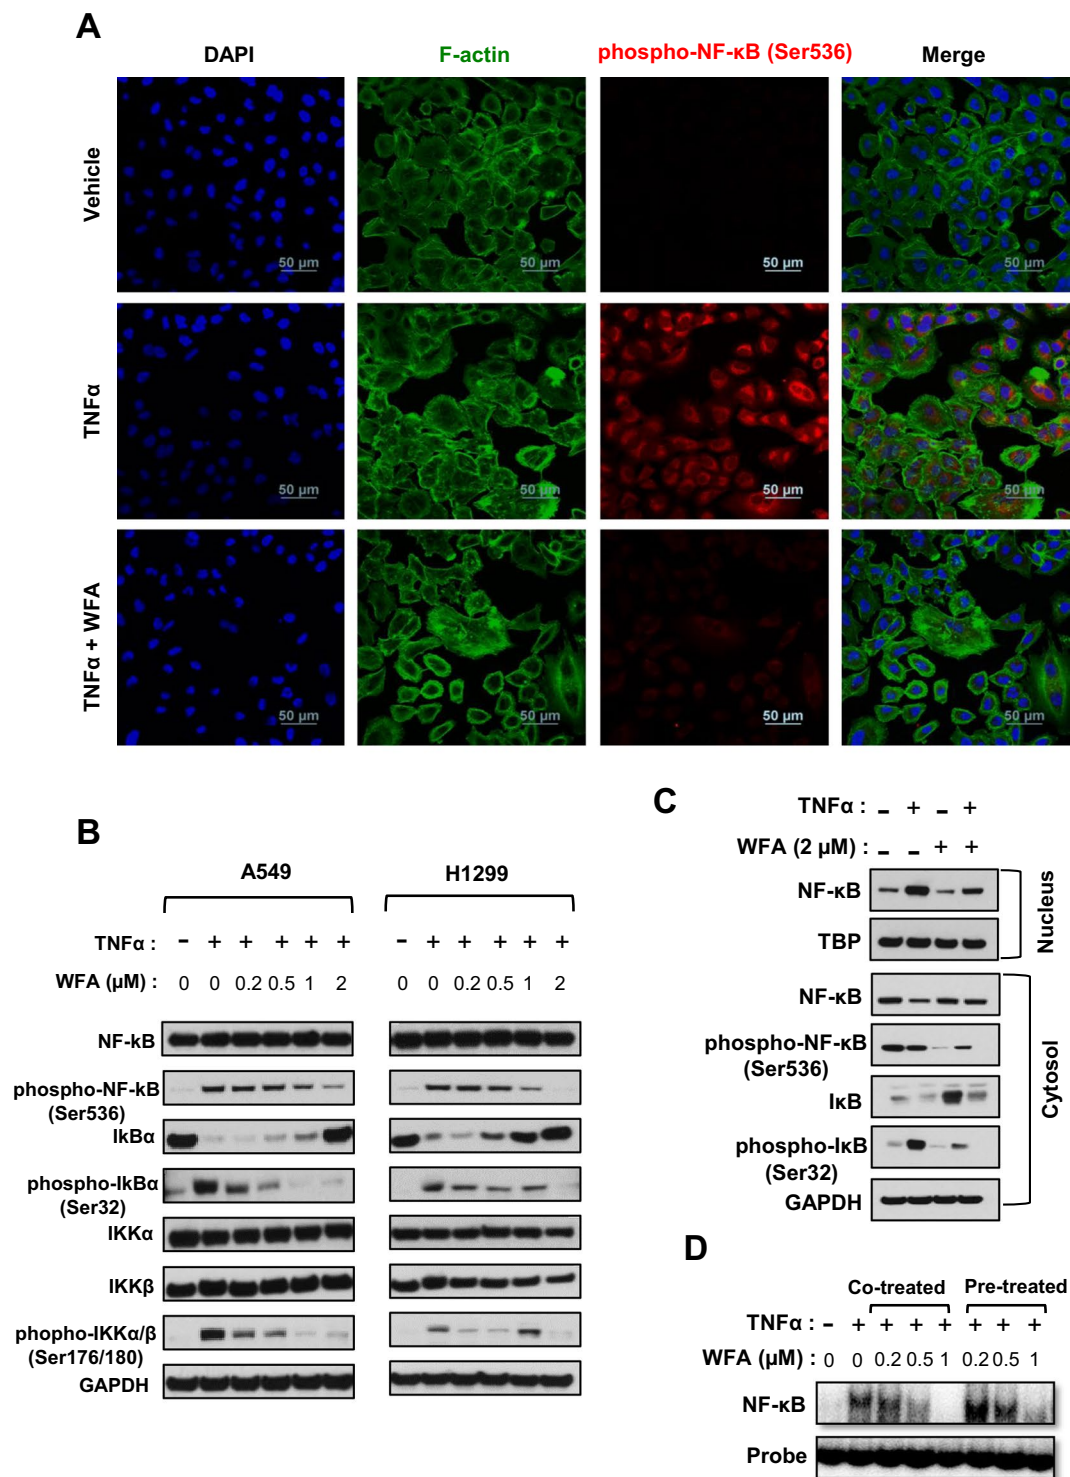 A
DAPI F-actin phospho-NF-κB (Ser536) Merge
Vehicle
50 µm 50 µm 50 µm 50 µm
TNFα
50 µm 50 µm 50 µm 50 µm
TNFα + WFA
50 µm 50 µm 50 µm 50 µm
B
A549 H1299
TNFα : – + + + + + – + + + + +
WFA (µM) : 0 0 0.2 0.5 1 2 0 0 0.2 0.5 1 2
NF-kB
phospho-NF-kB
(Ser536)
IkBα
phospho-IkBα
(Ser32)
IKKα
IKKβ
phopho-IKKα/β
(Ser176/180)
GAPDH
C
TNFα : – + – +
WFA (2 µM) : – – + +
NF-κB
TBP
Nucleus
NF-κB
phospho-NF-κB
(Ser536)
IκB
phospho-IκB
(Ser32)
GAPDH
Cytosol
D
Co-treated Pre-treated
TNFα : – + + + + + + +
WFA (µM) : 0 0 0.2 0.5 1 0.2 0.5 1
NF-κB
Probe